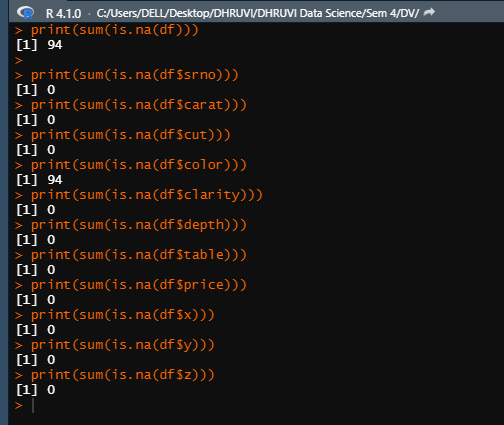 R 4.1.0 · C:/Users/DELL/Desktop/DHRUVI/DHRUVI Data Science/Sem 4/DV/
> print(sum(is.na(df)))
[1] 94
>
> print(sum(is.na(df$srno)))
[1] 0
> print(sum(is.na(df$carat)))
[1] 0
> print(sum(is.na(df$cut)))
[1] 0
> print(sum(is.na(df$color)))
[1] 94
> print(sum(is.na(df$clarity)))
[1] 0
> print(sum(is.na(df$depth)))
[1] 0
> print(sum(is.na(df$table)))
[1] 0
> print(sum(is.na(df$price)))
[1] 0
> print(sum(is.na(df$x)))
[1] 0
> print(sum(is.na(df$y)))
[1] 0
> print(sum(is.na(df$z)))
[1] 0
>